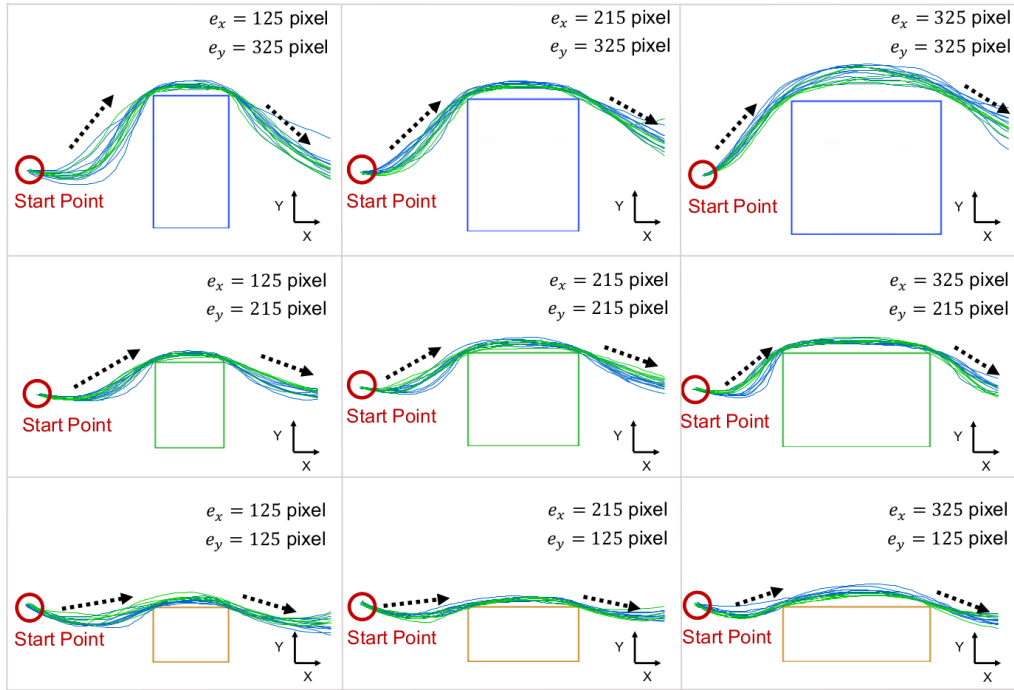 e_x = 125 pixel
e_y = 325 pixel
Start Point
Y
X
e_x = 215 pixel
e_y = 325 pixel
Start Point
Y
X
e_x = 325 pixel
e_y = 325 pixel
Start Point
Y
X
e_x = 125 pixel
e_y = 215 pixel
Start Point
Y
X
e_x = 215 pixel
e_y = 215 pixel
Start Point
Y
X
e_x = 325 pixel
e_y = 215 pixel
Start Point
Y
X
e_x = 125 pixel
e_y = 125 pixel
Start Point
Y
X
e_x = 215 pixel
e_y = 125 pixel
Start Point
Y
X
e_x = 325 pixel
e_y = 125 pixel
Start Point
Y
X